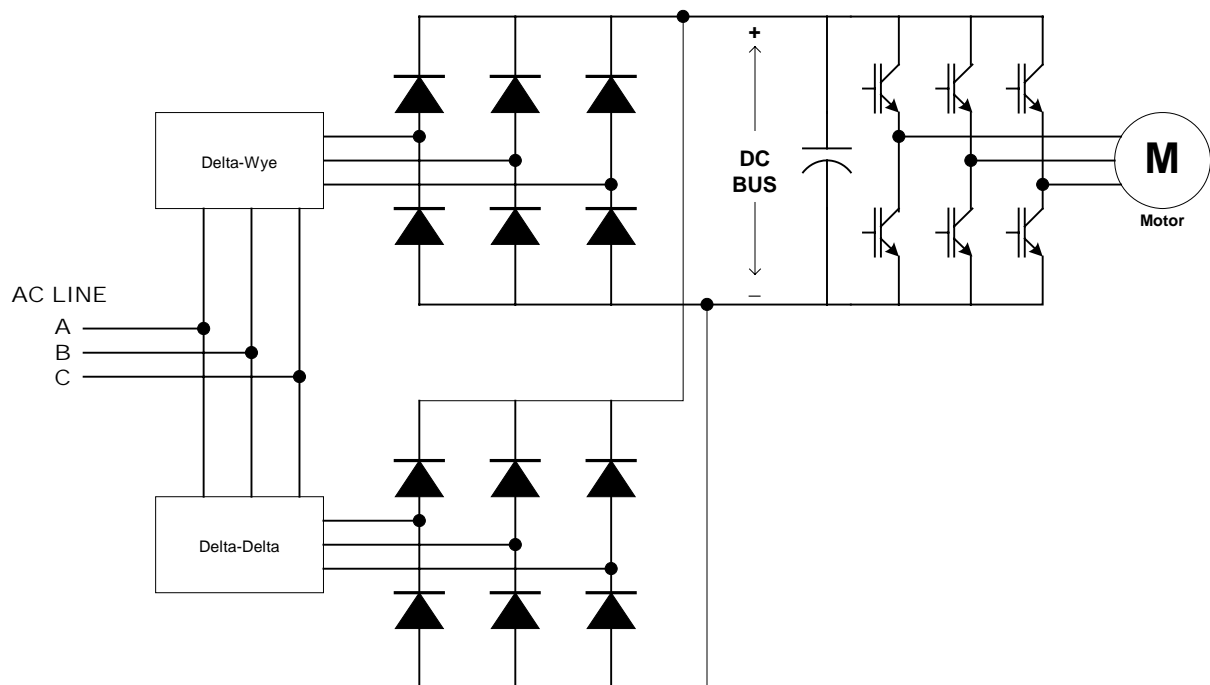 Delta-Wye
+
DC
BUS
–
M
Motor
AC LINE
A
B
C
Delta-Delta